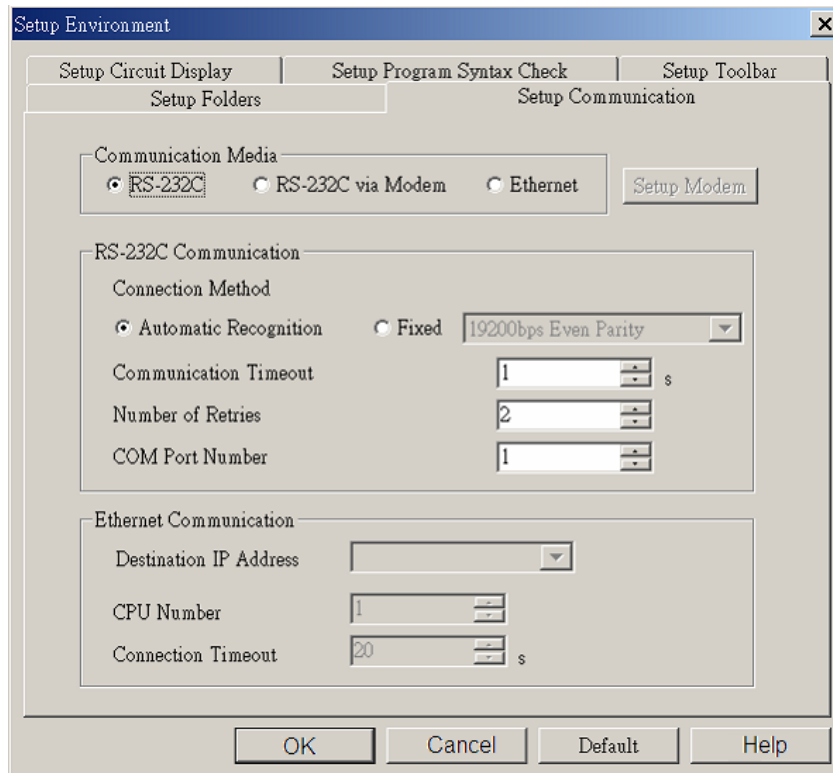 Setup Environment
Setup Circuit Display
Setup Program Syntax Check
Setup Toolbar
Setup Folders
Setup Communication
Communication Media
RS-232C
RS-232C via Modem
Ethernet
Setup Modem
RS-232C Communication
Connection Method
Automatic Recognition
Fixed
19200bps Even Parity
Communication Timeout
1
s
Number of Retries
2
COM Port Number
1
Ethernet Communication
Destination IP Address
CPU Number
1
Connection Timeout
20
s
OK
Cancel
Default
Help